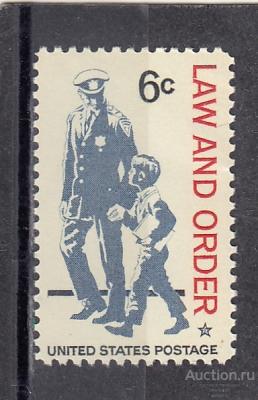 6c
LAW AND ORDER
UNITED STATES POSTAGE
Auction.ru